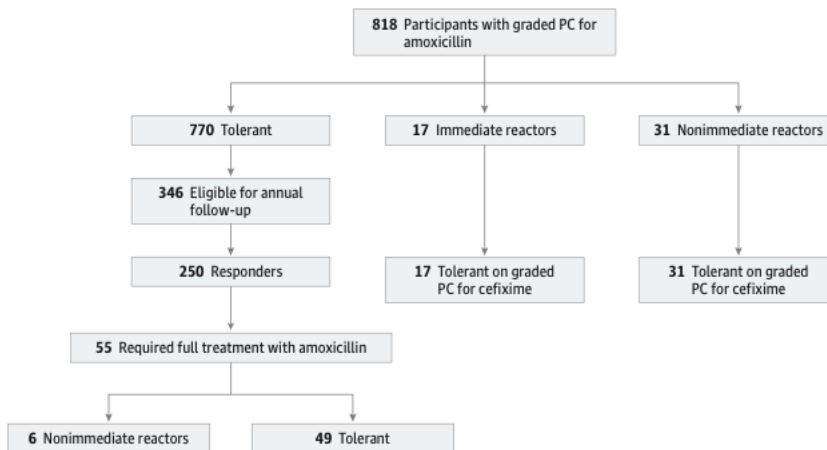 818 Participants with graded PC for
amoxicillin
770 Tolerant
17 Immediate reactors
31 Nonimmediate reactors
346 Eligible for annual
follow-up
250 Responders
17 Tolerant on graded
PC for cefixime
31 Tolerant on graded
PC for cefixime
55 Required full treatment with amoxicillin
6 Nonimmediate reactors
49 Tolerant